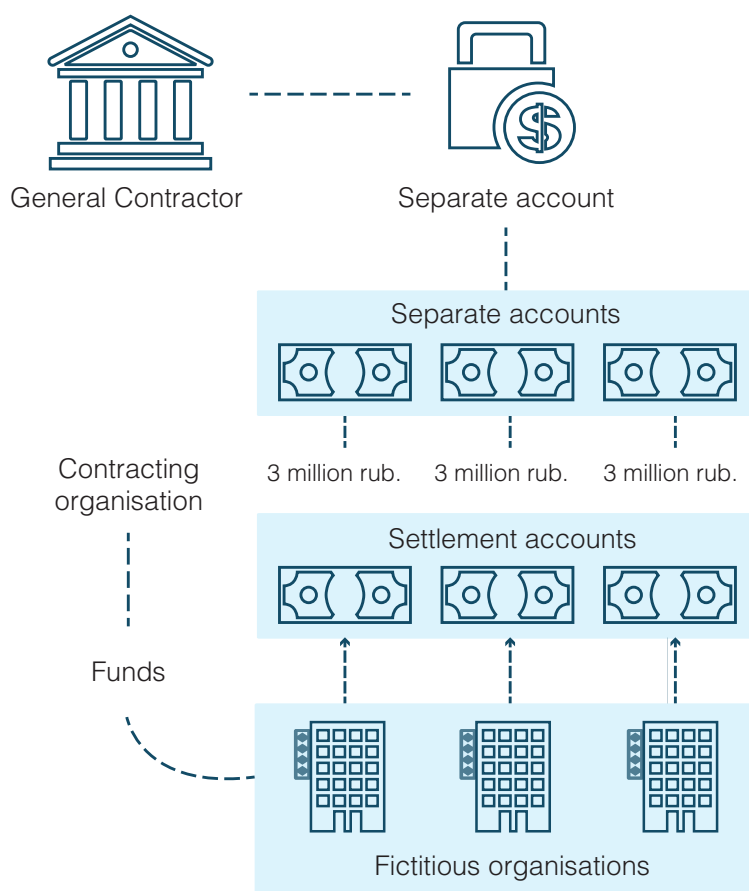 General Contractor
Separate account
Separate accounts
3 million rub. 3 million rub. 3 million rub.
Contracting
organisation
Settlement accounts
Funds
Fictitious organisations